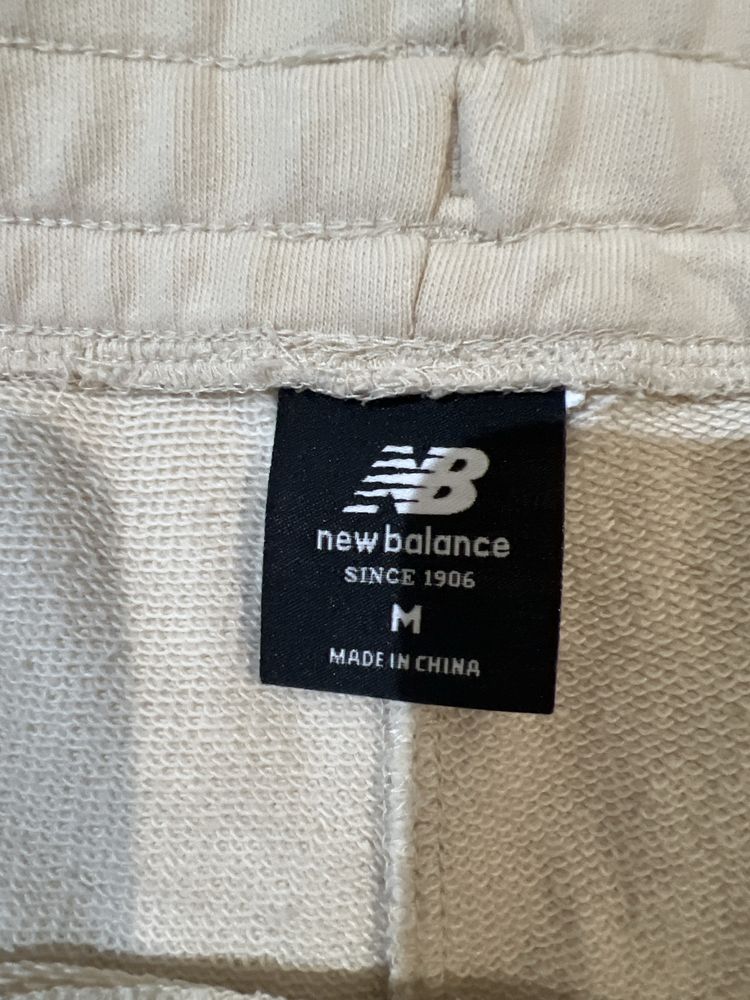 NB
new balance
SINCE 1906
M
MADE IN CHINA